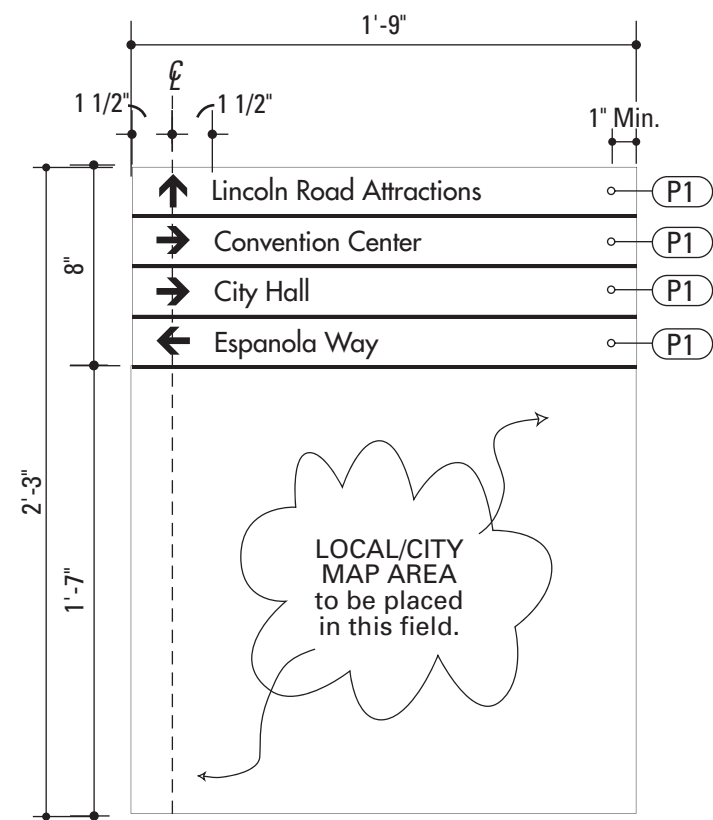 1'-9"
℄
1 1/2"
1 1/2"
1" Min.
Lincoln Road Attractions
P1
8"
Convention Center
P1
City Hall
P1
Espanola Way
P1
2'-3"
1'-7"
LOCAL/CITY
MAP AREA
to be placed
in this field.